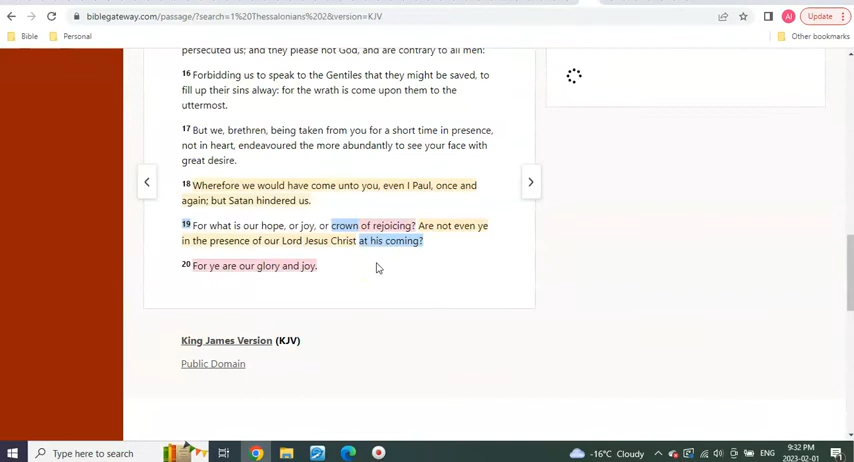 biblegateway.com/passage/?search=1%20Thessalonians%202&version=KJV
AI
Update
Bible
Personal
Other bookmarks
persecuted us; and they please not God, and are contrary to all men:
16 Forbidding us to speak to the Gentiles that they might be saved, to
fill up their sins alway: for the wrath is come upon them to the
uttermost.
17 But we, brethren, being taken from you for a short time in presence,
not in heart, endeavoured the more abundantly to see your face with
great desire.
18 Wherefore we would have come unto you, even I Paul, once and
again; but Satan hindered us.
19 For what is our hope, or joy, or crown of rejoicing? Are not even ye
in the presence of our Lord Jesus Christ at his coming?
20 For ye are our glory and joy.
King James Version (KJV)
Public Domain
Type here to search
-16°C Cloudy
ENG
9:32 PM
2023-02-01